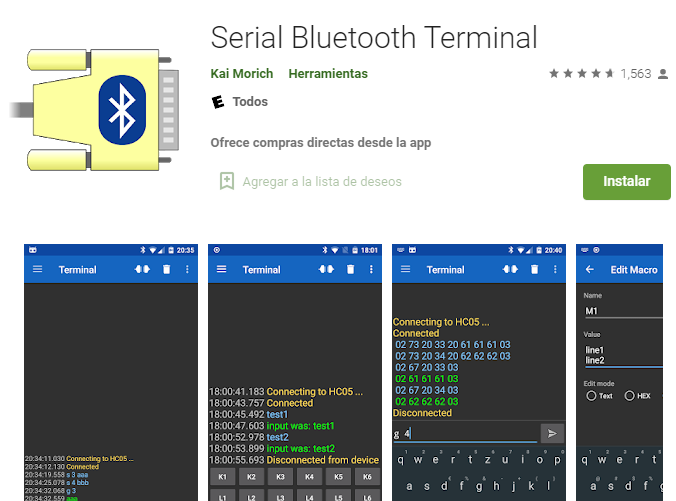 Serial Bluetooth Terminal
Kai Morich Herramientas 1,563
E Todos
Ofrece compras directas desde la app
Agregar a la lista de deseos
Instalar
20:35
Terminal
20:34:11.030 Connecting to HC05 ...
20:34:12.130 Connected
20:34:19.558 s 3 aaa
20:34:25.078 s 4 bbb
20:34:32.068 g 3
20:34:32.559 aaa
18:01
Terminal
18:00:41.183 Connecting to HC05 ...
18:00:43.757 Connected
18:00:45.492 test1
18:00:47.603 input was: test1
18:00:52.978 test2
18:00:53.899 input was: test2
18:00:55.693 Disconnected from device
K1 K2 K3 K4 K5 K6
L1 L2 L3 L4 L5 L6
20:40
Terminal
Connecting to HC05 ...
Connected
02 73 20 33 20 61 61 61 03
02 73 20 34 20 62 62 62 03
02 67 20 33 03
02 61 61 61 03
02 67 20 34 03
02 62 62 62 03
Disconnected
g 4
q w e r t z u i o p
a s d f g h j k l
Edit Macro
Name
M1
Value
line1
line2
Edit mode
Text HEX
q w e r t
a s d f